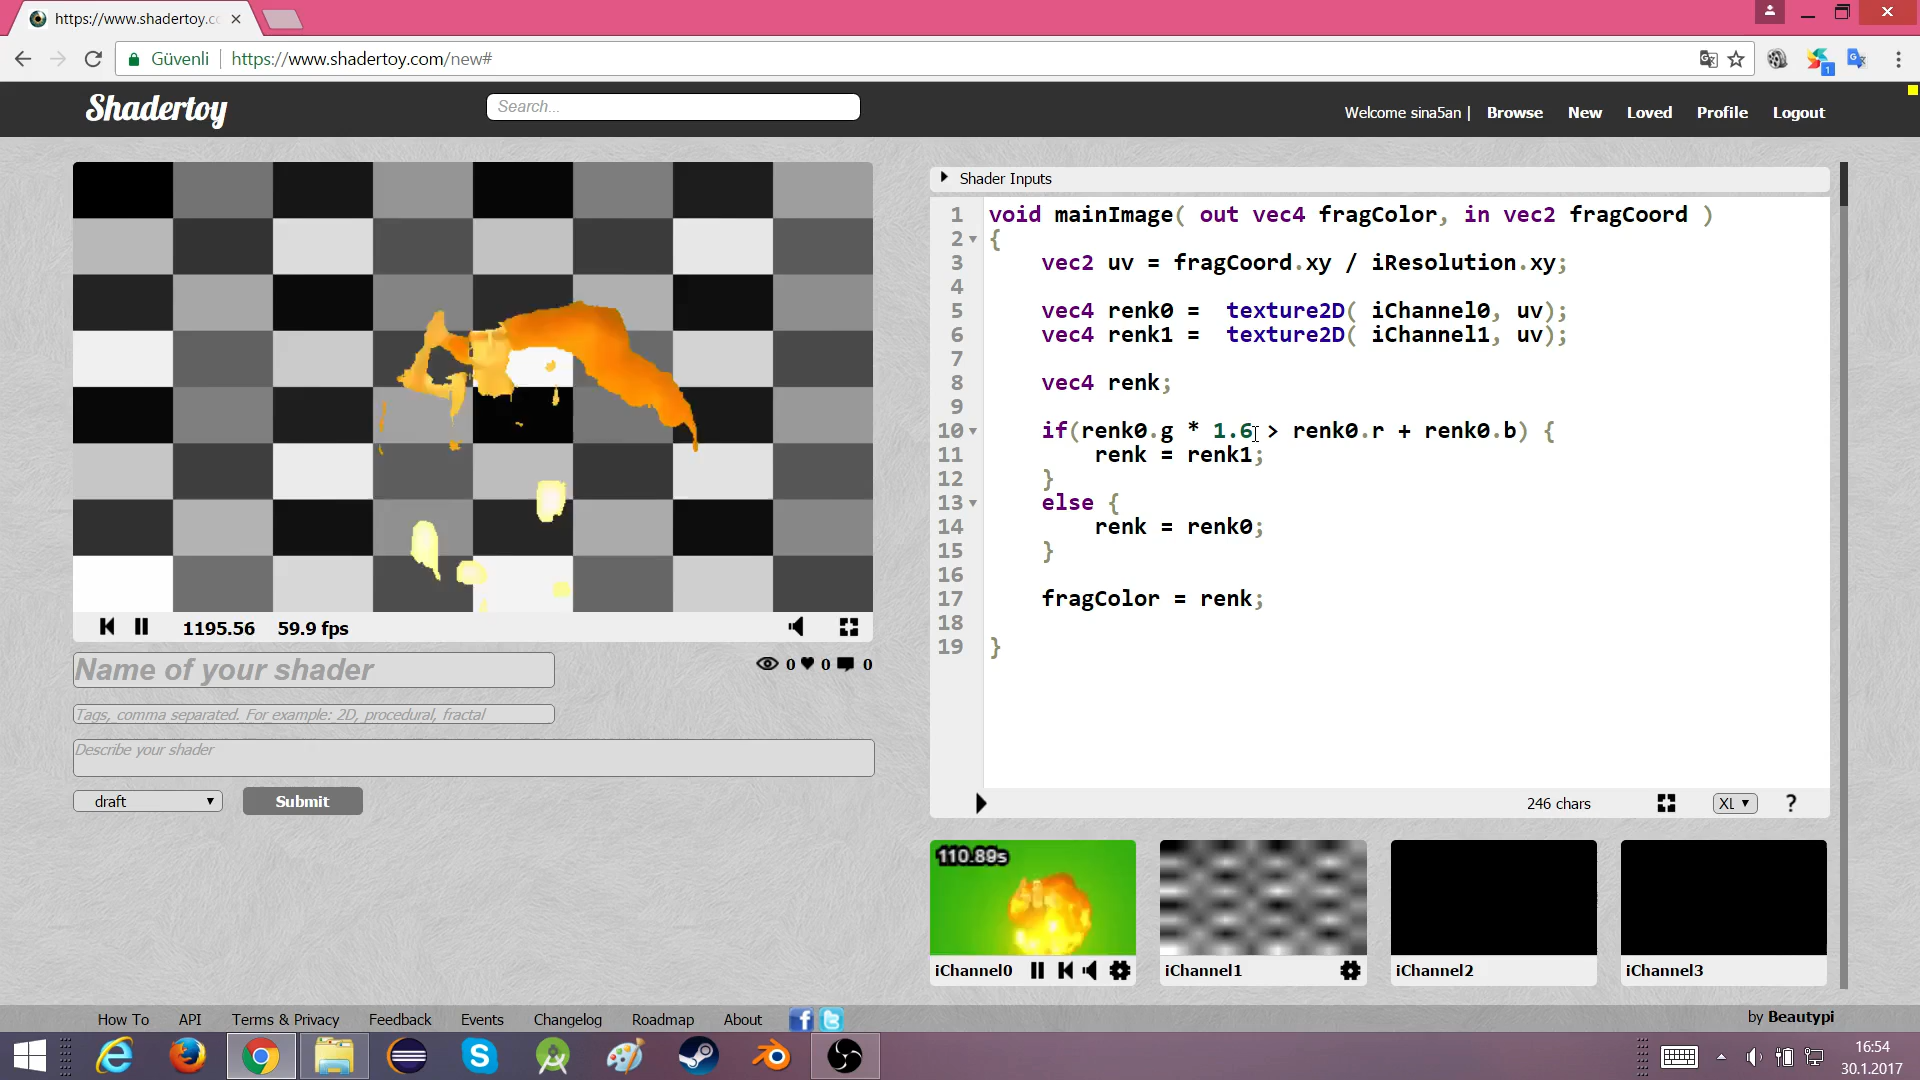 https://www.shadertoy.c
Güvenli
https://www.shadertoy.com/new#
1
Shadertoy
Search...
Welcome sina5an |
Browse
New
Loved
Profile
Logout
1195.56
59.9 fps
Name of your shader
0
0
0
Tags, comma separated. For example: 2D, procedural, fractal
Describe your shader
draft
Submit
Shader Inputs
1 void mainImage( out vec4 fragColor, in vec2 fragCoord )
2 {
3 vec2 uv = fragCoord.xy / iResolution.xy;
4
5 vec4 renk0 =  texture2D( iChannel0, uv);
6 vec4 renk1 =  texture2D( iChannel1, uv);
7
8 vec4 renk;
9
10 if(renk0.g * 1.6 > renk0.r + renk0.b) {
11 renk = renk1;
12 }
13 else {
14 renk = renk0;
15 }
16
17 fragColor = renk;
18
19 }
246 chars
XL
?
110.89s
iChannel0
iChannel1
iChannel2
iChannel3
How To
API
Terms & Privacy
Feedback
Events
Changelog
Roadmap
About
by Beautypi
16:54
30.1.2017